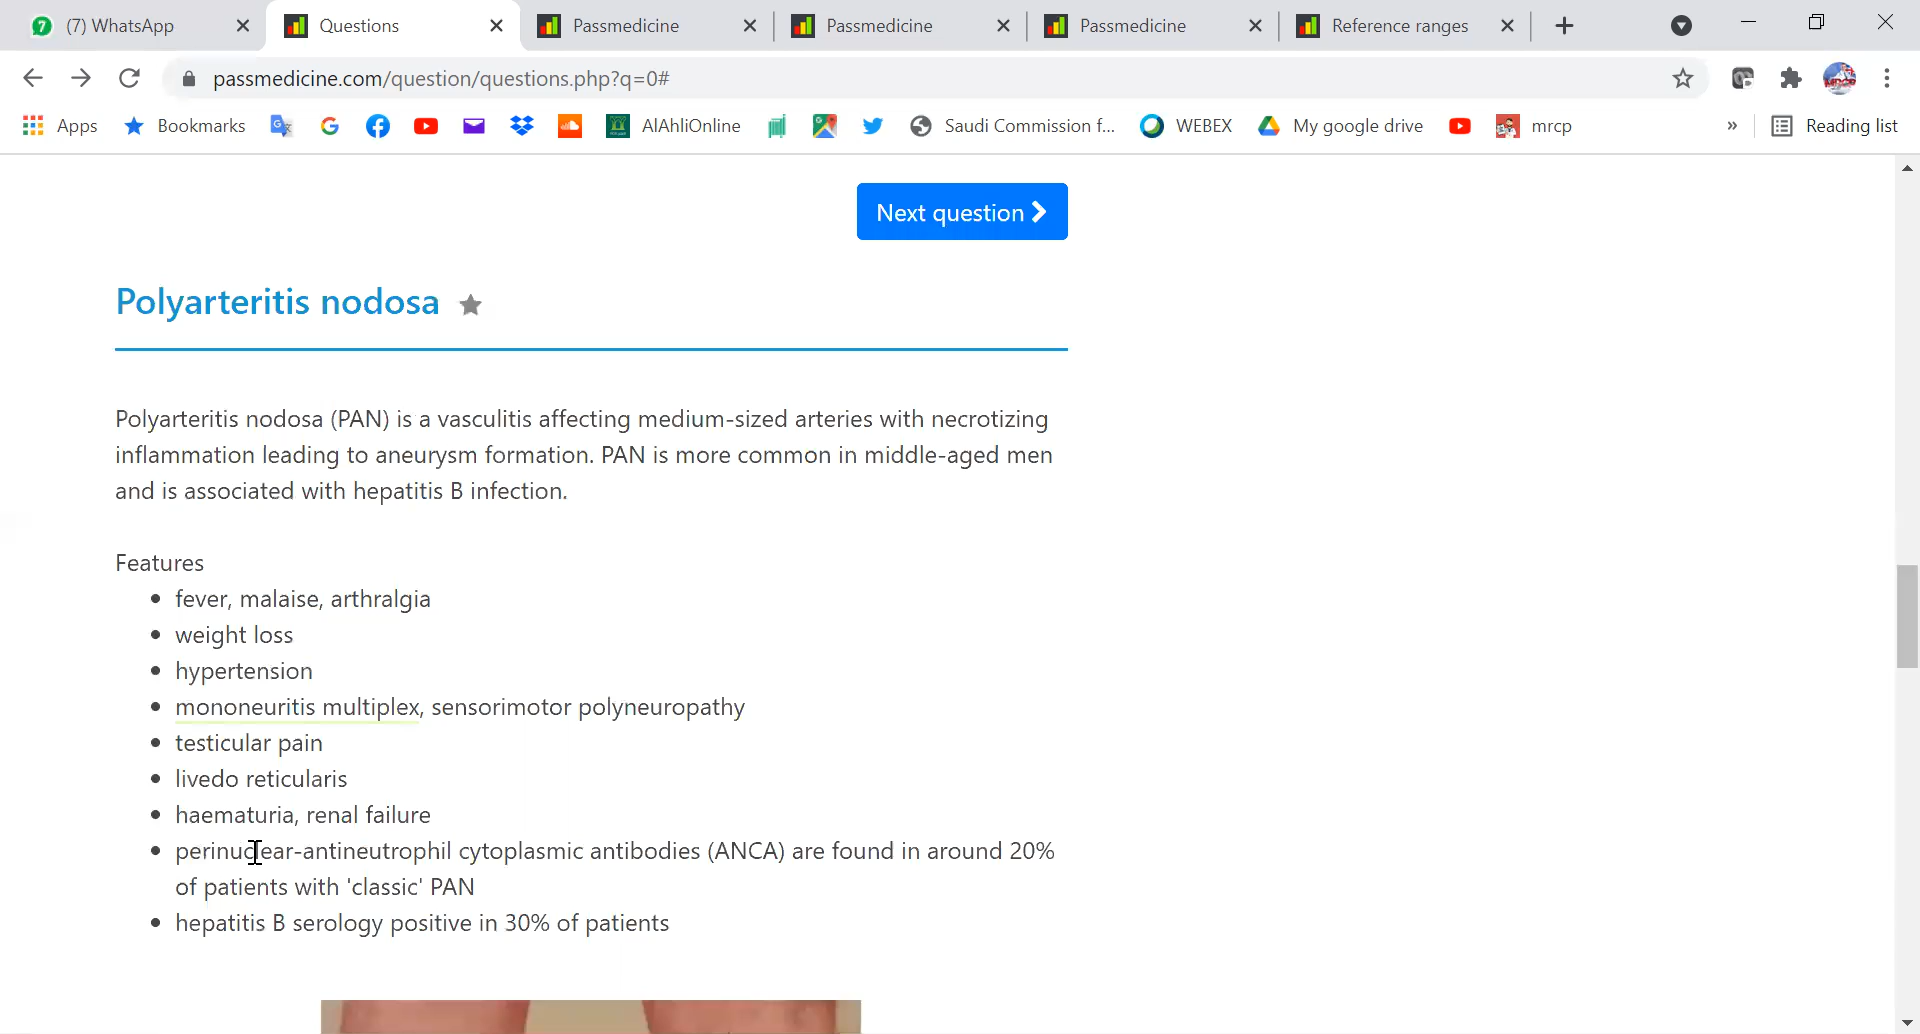 (7) WhatsApp
Questions
Passmedicine
Passmedicine
Passmedicine
Reference ranges
passmedicine.com/question/questions.php?q=0#
Apps
Bookmarks
AlAhliOnline
Saudi Commission f...
WEBEX
My google drive
mrcp
»
Reading list
Next question
Polyarteritis nodosa
Polyarteritis nodosa (PAN) is a vasculitis affecting medium-sized arteries with necrotizing
inflammation leading to aneurysm formation. PAN is more common in middle-aged men
and is associated with hepatitis B infection.
Features
• fever, malaise, arthralgia
• weight loss
• hypertension
• mononeuritis multiplex, sensorimotor polyneuropathy
• testicular pain
• livedo reticularis
• haematuria, renal failure
• perinuclear-antineutrophil cytoplasmic antibodies (ANCA) are found in around 20%
of patients with 'classic' PAN
• hepatitis B serology positive in 30% of patients